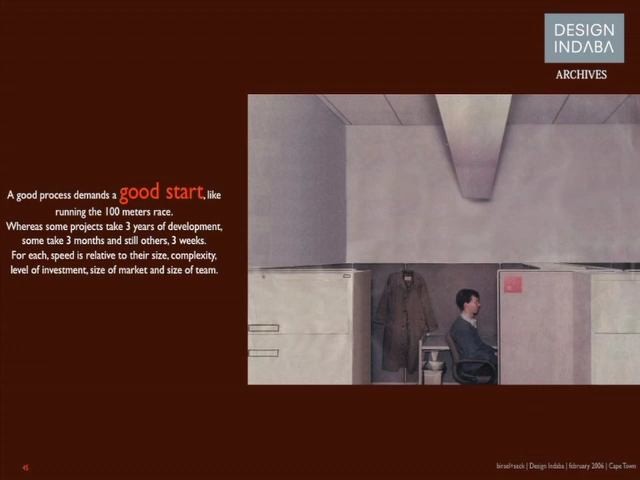 DESIGN
INDABA
ARCHIVES
A good process demands a good start, like
running the 100 meters race.
Whereas some projects take 3 years of development,
some take 3 months and still others, 3 weeks.
For each, speed is relative to their size, complexity,
level of investment, size of market and size of team.
45
birsel+seck | Design Indaba | february 2006 | Cape Town